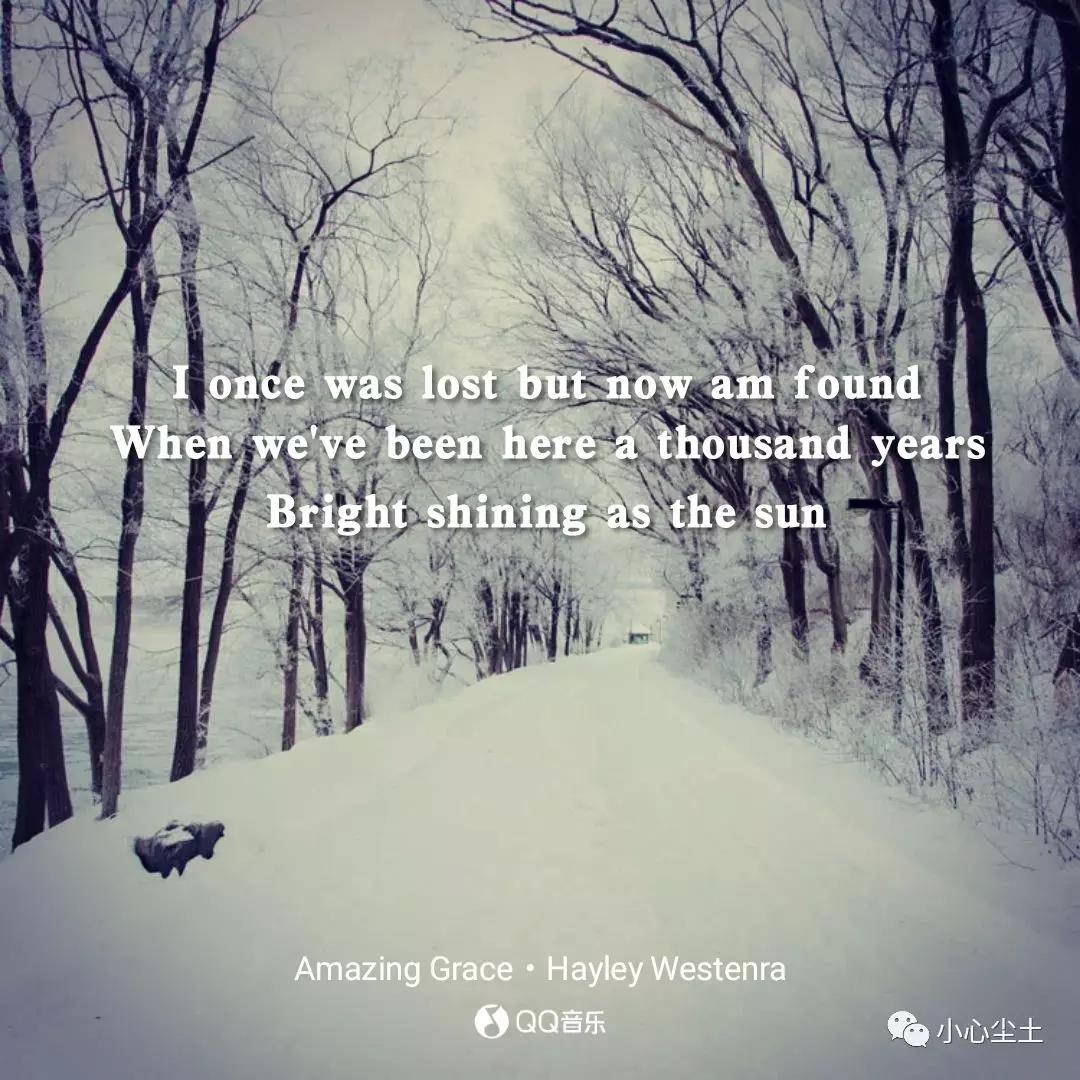 I once was lost but now am found
When we've been here a thousand years
Bright shining as the sun
Amazing Grace・Hayley Westenra
QQ音乐
小心尘土